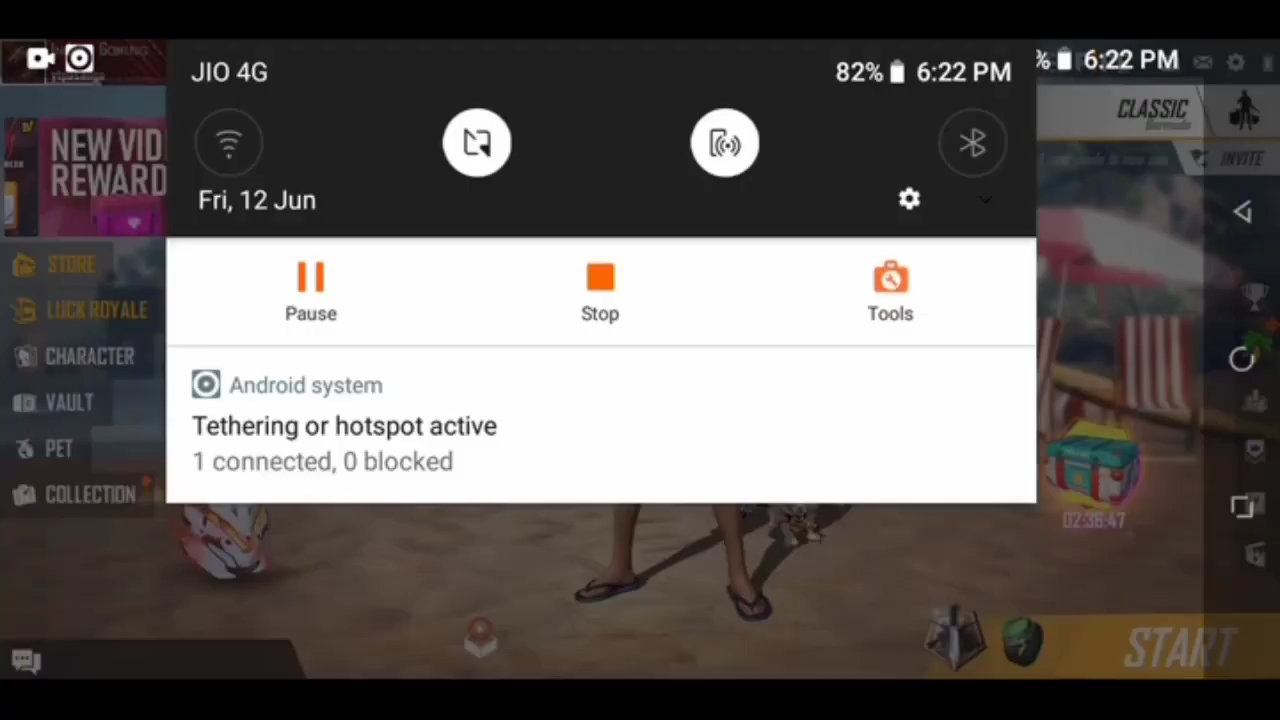 JIO 4G
82% 6:22 PM
% 6:22 PM
CLASSIC
Bermuda
INVITE
NEW VID
REWARD
Fri, 12 Jun
STORE
LUCK ROYALE
CHARACTER
VAULT
PET
COLLECTION
Pause
Stop
Tools
Android system
Tethering or hotspot active
1 connected, 0 blocked
02:36:47
START